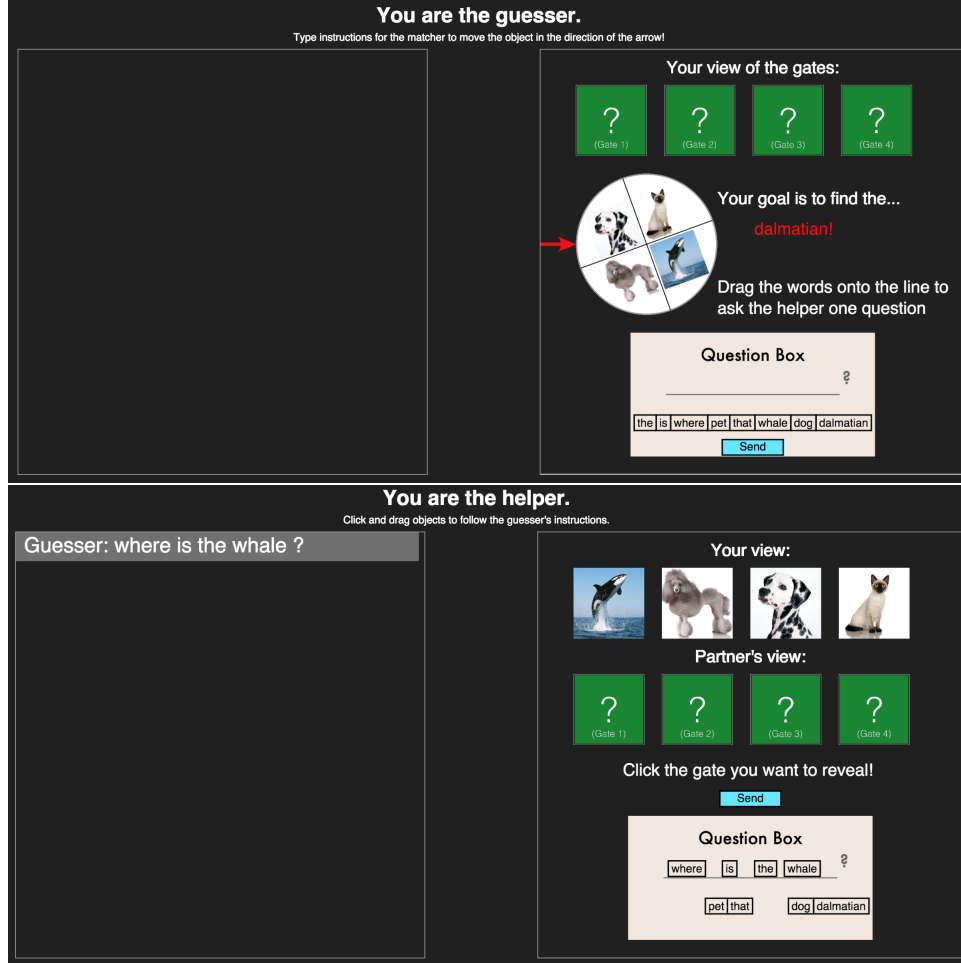 You are the guesser.
Type instructions for the matcher to move the object in the direction of the arrow!
Your view of the gates:
? ? ? ?
(Gate 1) (Gate 2) (Gate 3) (Gate 4)
Your goal is to find the...
dalmatian!
Drag the words onto the line to
ask the helper one question
Question Box
?
the is where pet that whale dog dalmatian
Send
You are the helper.
Click and drag objects to follow the guesser's instructions.
Guesser: where is the whale ?
Your view:
Partner's view:
? ? ? ?
(Gate 1) (Gate 2) (Gate 3) (Gate 4)
Click the gate you want to reveal!
Send
Question Box
where is the whale ?
pet that dog dalmatian